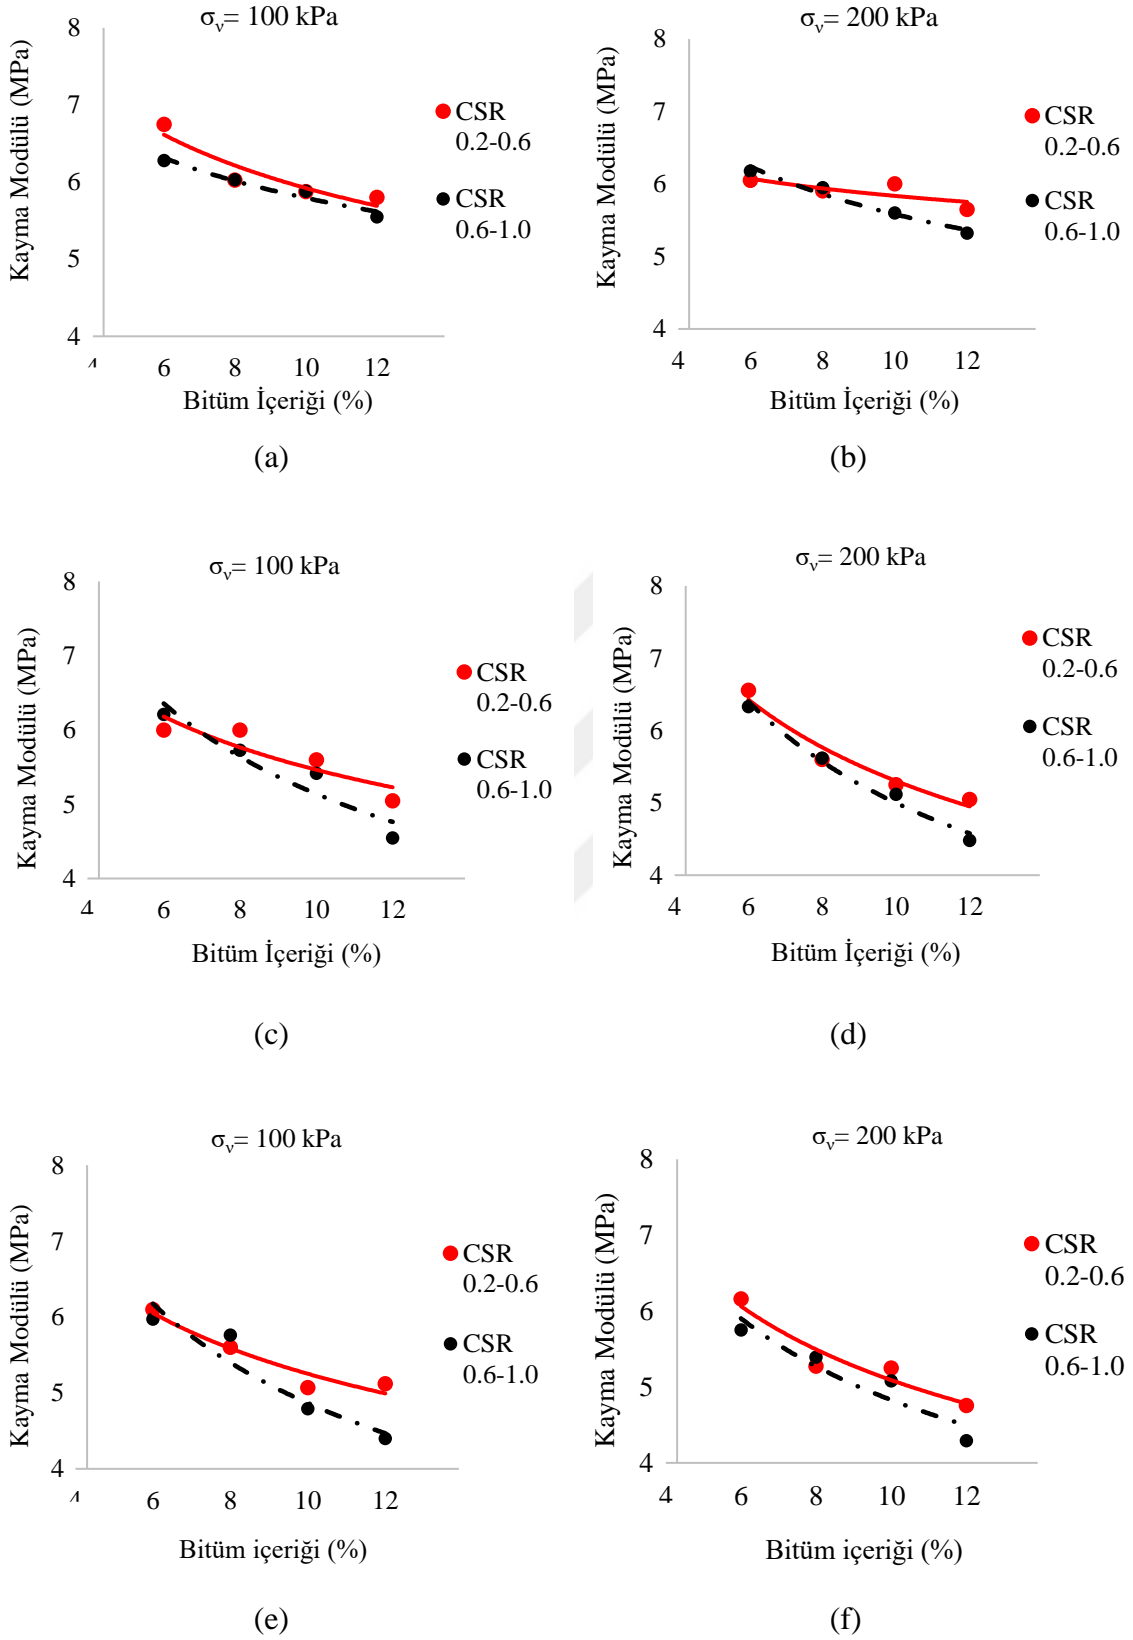 σv= 100 kPa
Kayma Modülü (MPa)
8
7
6
5
4
4 6 8 10 12
Bitüm İçeriği (%)
CSR
0.2-0.6
CSR
0.6-1.0
(a)
σv= 200 kPa
Kayma Modülü (MPa)
8
7
6
5
4
4 6 8 10 12
Bitüm İçeriği (%)
CSR
0.2-0.6
CSR
0.6-1.0
(b)
σv= 100 kPa
Kayma Modülü (MPa)
8
7
6
5
4
4 6 8 10 12
Bitüm İçeriği (%)
CSR
0.2-0.6
CSR
0.6-1.0
(c)
σv= 200 kPa
Kayma Modülü (MPa)
8
7
6
5
4
4 6 8 10 12
Bitüm İçeriği (%)
CSR
0.2-0.6
CSR
0.6-1.0
(d)
σv= 100 kPa
Kayma Modülü (MPa)
8
7
6
5
4
4 6 8 10 12
Bitüm içeriği (%)
CSR
0.2-0.6
CSR
0.6-1.0
(e)
σv= 200 kPa
Kayma Modülü (MPa)
8
7
6
5
4
4 6 8 10 12
Bitüm içeriği (%)
CSR
0.2-0.6
CSR
0.6-1.0
(f)